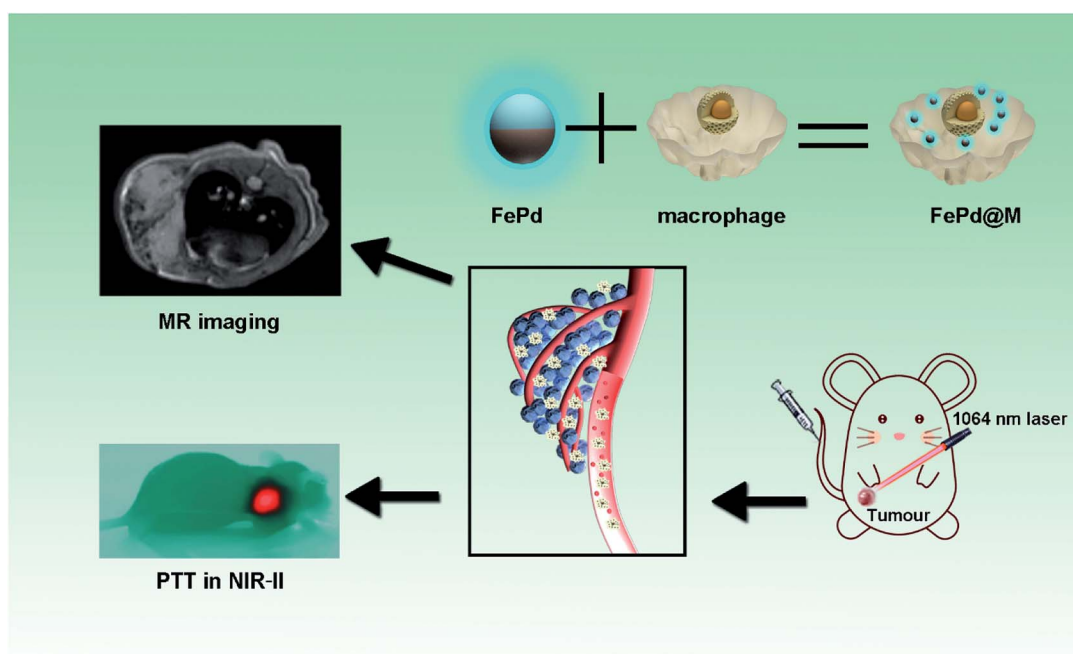 FePd
macrophage
FePd@M
MR imaging
1064 nm laser
Tumour
PTT in NIR-II